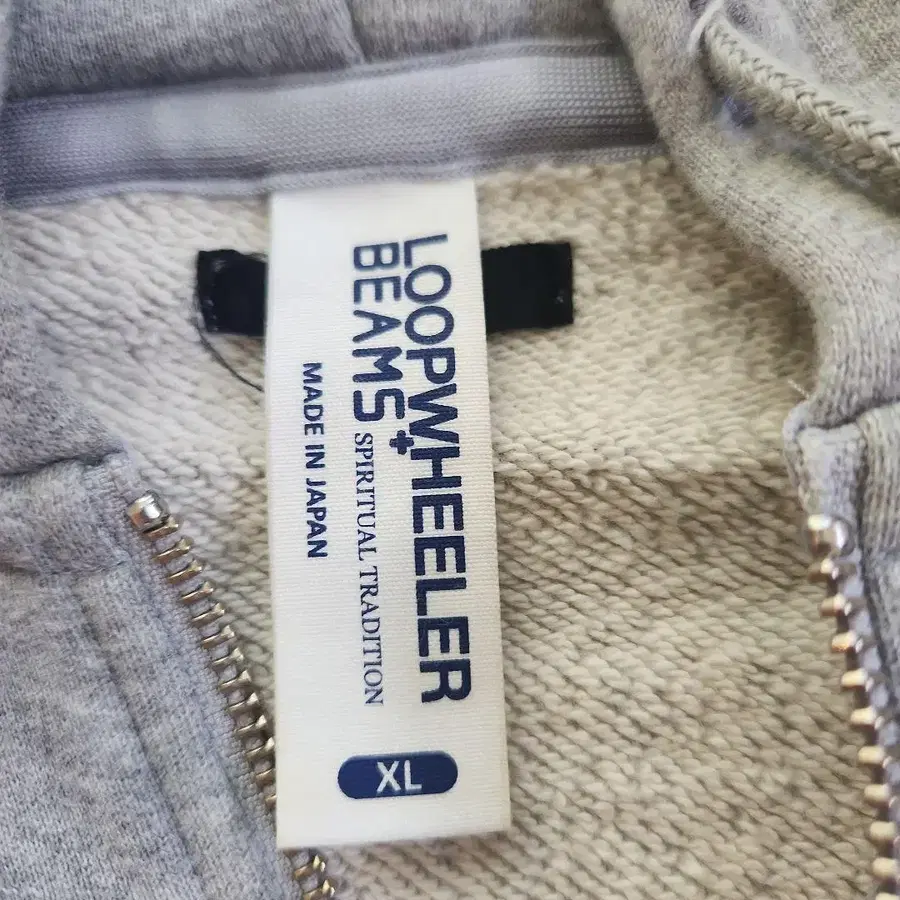 LOOPWHEELER
+
BEAMS SPIRITUAL TRADITION
MADE IN JAPAN
XL